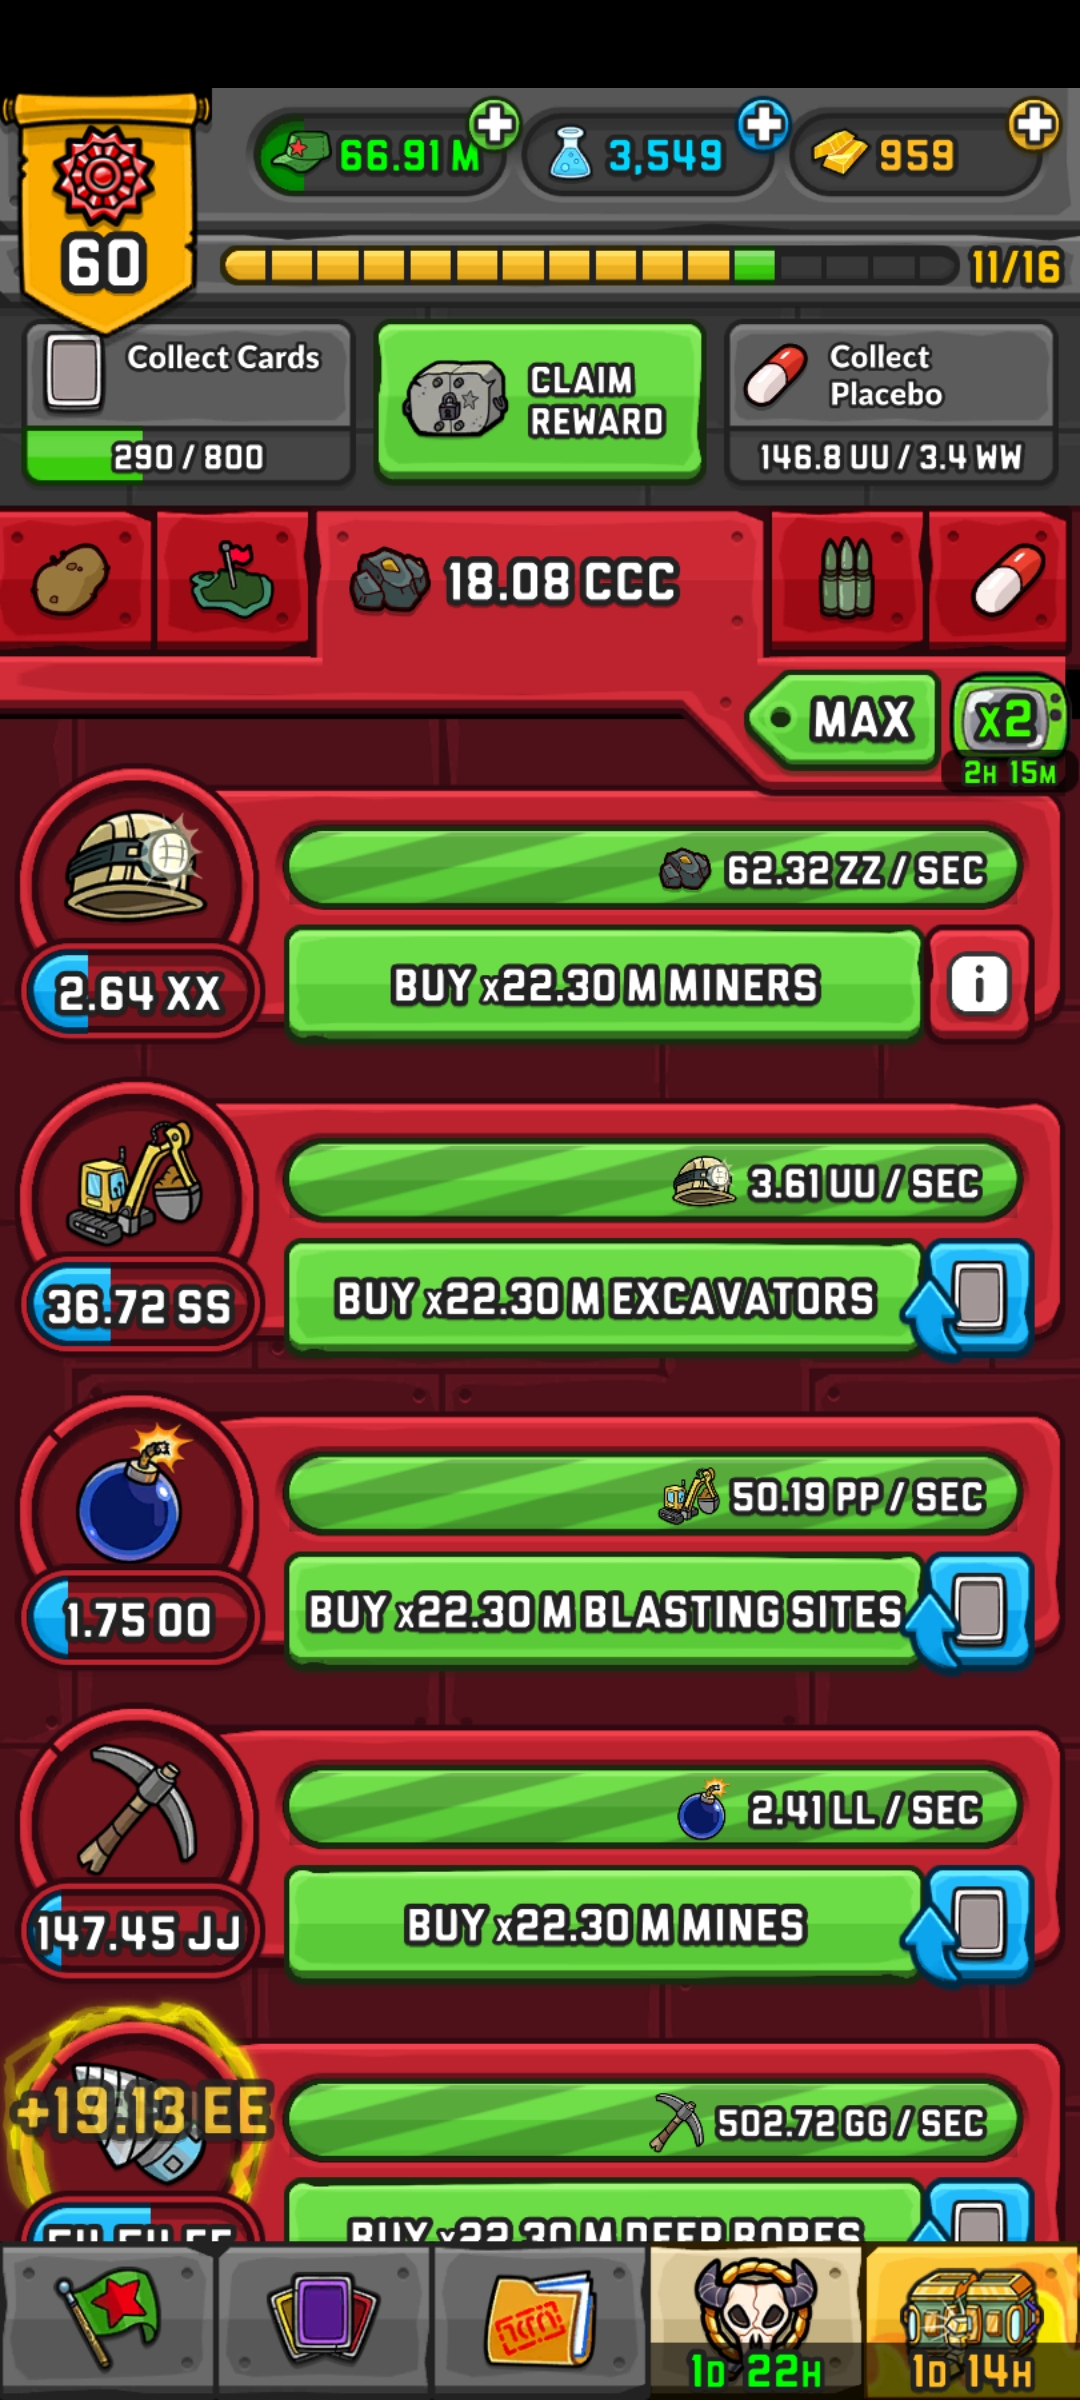 66.91 M
3,549
959
60
11/16
Collect Cards
290 / 800
CLAIM
REWARD
Collect
Placebo
146.8 UU / 3.4 WW
18.08 CCC
MAX
x2
2H 15M
62.32 ZZ / SEC
2.64 XX
BUY x22.30 M MINERS
i
3.61 UU / SEC
36.72 SS
BUY x22.30 M EXCAVATORS
50.19 PP / SEC
1.75 OO
BUY x22.30 M BLASTING SITES
2.41 LL / SEC
147.45 JJ
BUY x22.30 M MINES
+19.13 EE
502.72 GG / SEC
BUY x22.30 M DEEP BORES
1D 22H
1D 14H